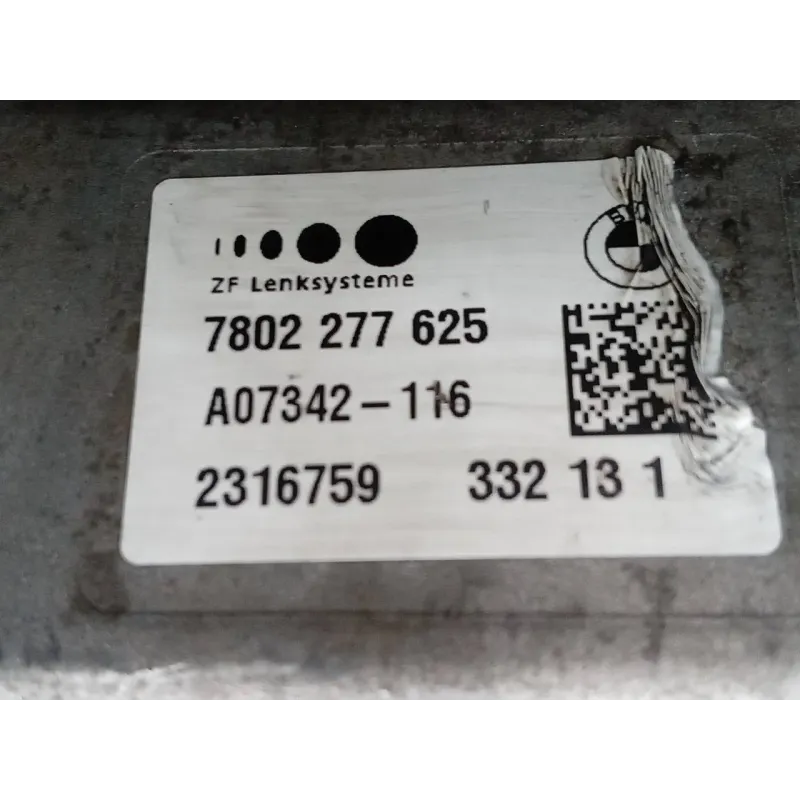 ZF Lenksysteme
7802 277 625
A07342-116
2316759 332 13 1